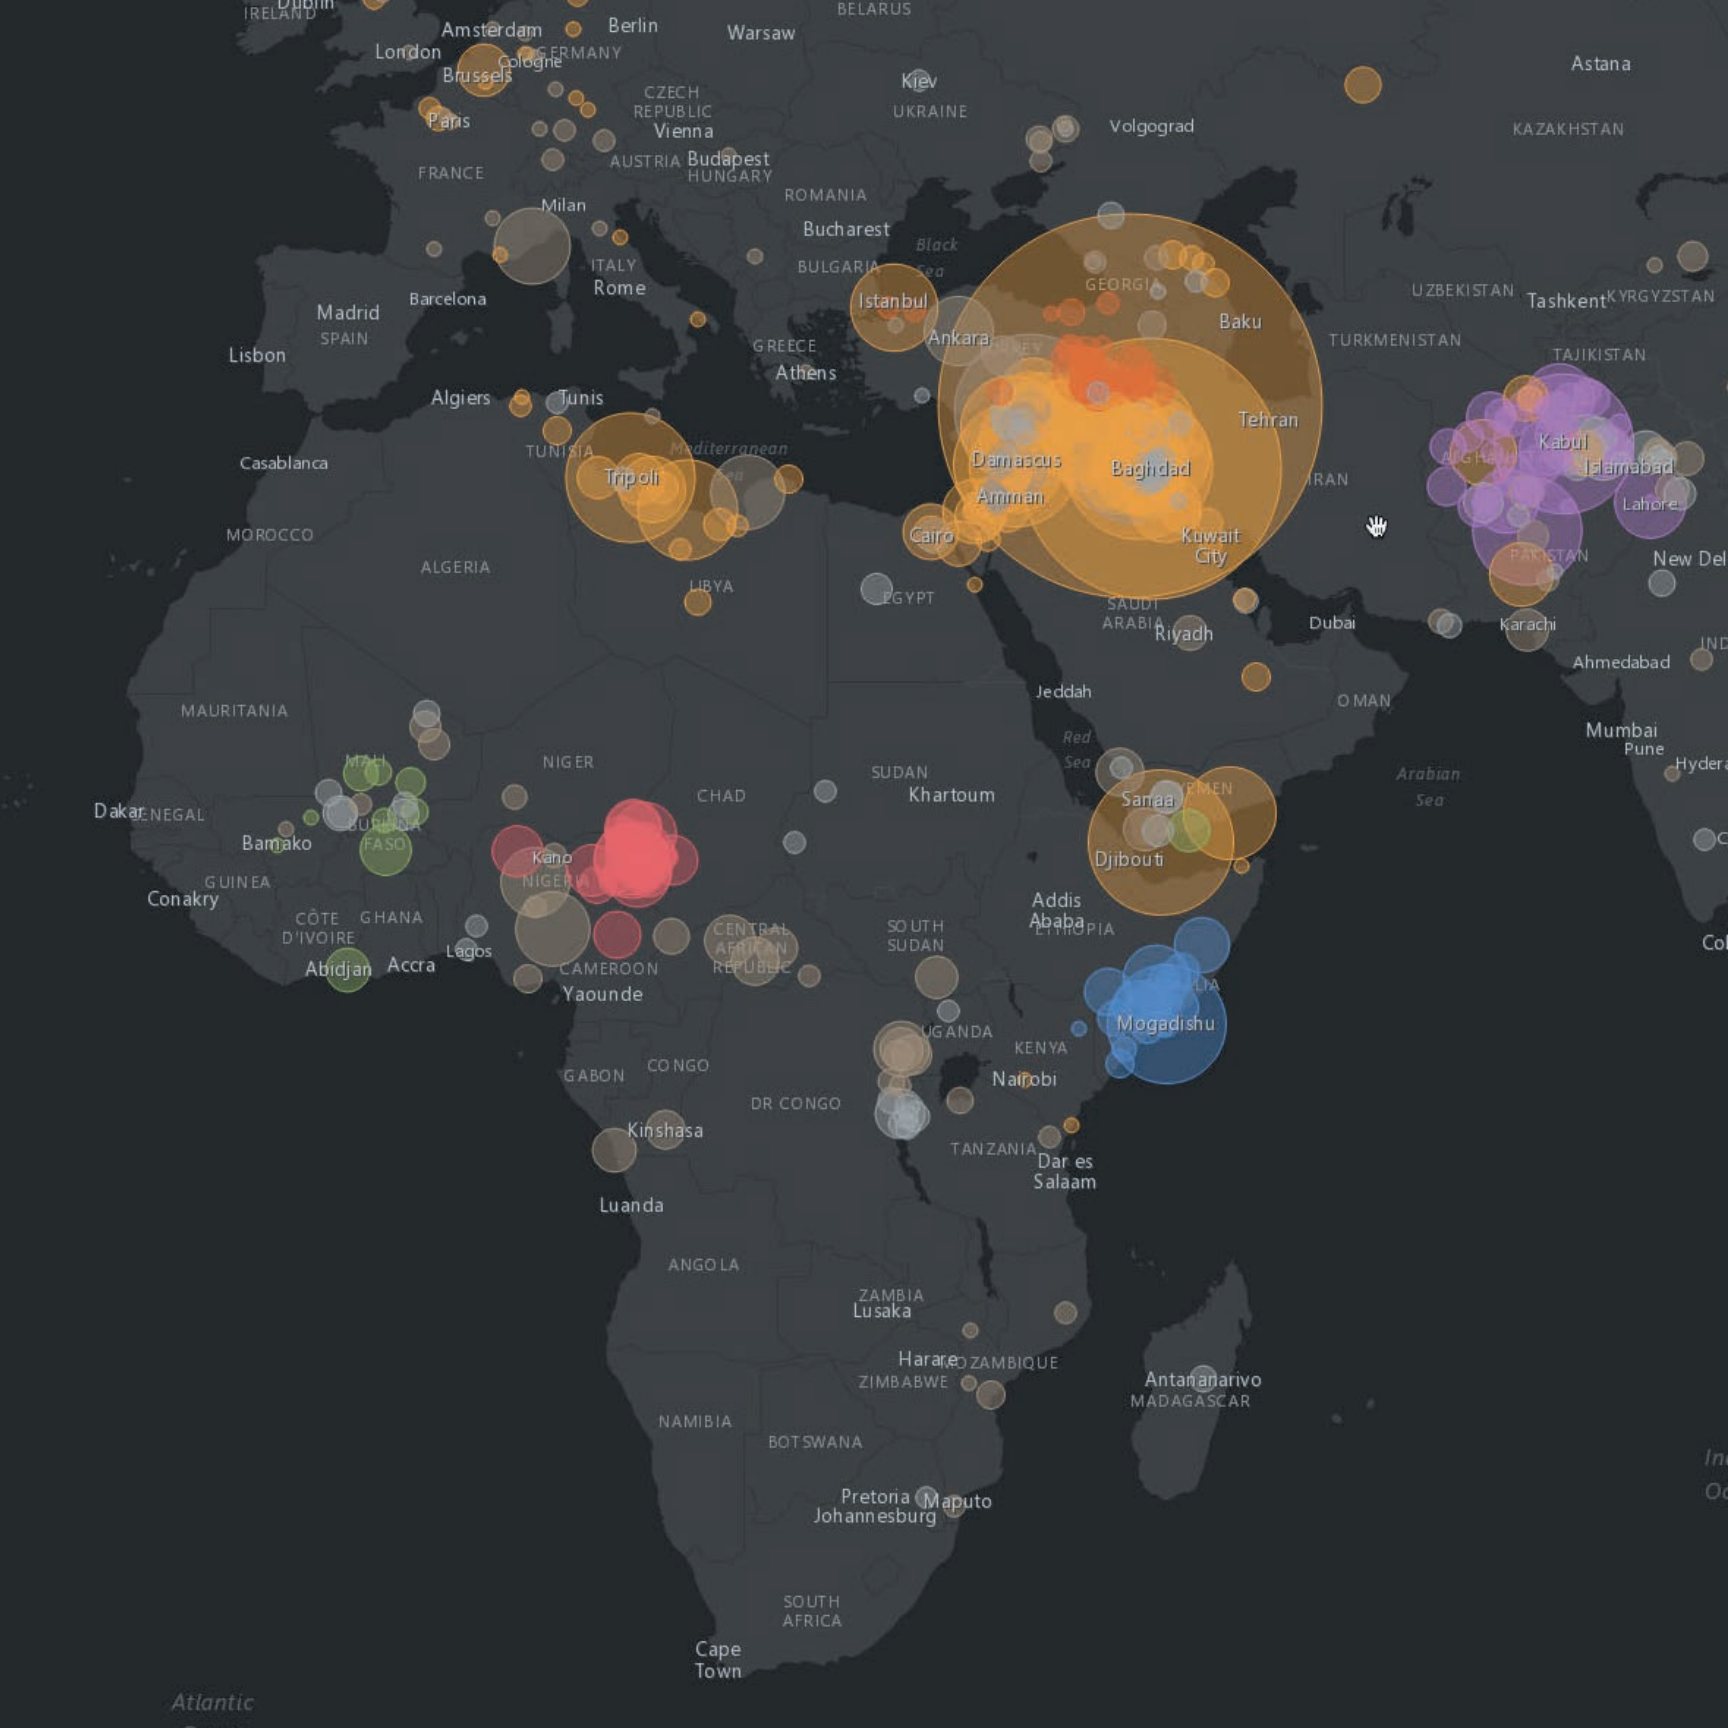 Dublin
IRELAND
BELARUS
Amsterdam
Berlin
Warsaw
London
GERMANY
Cologne
Brussels
Astana
Kiev
UKRAINE
CZECH
REPUBLIC
Paris
Vienna
Volgograd
KAZAKHSTAN
FRANCE
AUSTRIA
Budapest
HUNGARY
ROMANIA
Milan
Bucharest
Black
Sea
BULGARIA
ITALY
Rome
GEORGIA
UZBEKISTAN
Barcelona
Istanbul
Tashkent
KYRGYZSTAN
Madrid
SPAIN
Baku
Ankara
TURKMENISTAN
GREECE
Lisbon
TAJIKISTAN
Athens
Algiers
Tunis
Tehran
TUNISIA
Mediterranean
Sea
Kabul
Casablanca
Damascus
Baghdad
Islamabad
Tripoli
IRAN
Amman
Lahore
MOROCCO
Cairo
Kuwait
City
PAKISTAN
New Del
ALGERIA
LIBYA
EGYPT
SAUDI
ARABIA
Riyadh
Dubai
Karachi
IND
Ahmedabad
Jeddah
OMAN
MAURITANIA
Mumbai
Pune
Red
Sea
MALI
NIGER
SUDAN
Arabian
Sea
Hydera
Khartoum
CHAD
Sanaa
YEMEN
Dakar
SENEGAL
BURKINA
FASO
Bamako
Kano
Djibouti
C
GUINEA
NIGERIA
Conakry
CÔTE
D'IVOIRE
GHANA
Addis
Ababa
ETHIOPIA
CENTRAL
AFRICAN
REPUBLIC
SOUTH
SUDAN
Lagos
Col
Abidjan
Accra
CAMEROON
Yaounde
LIA
Mogadishu
UGANDA
KENYA
CONGO
GABON
Nairobi
DR CONGO
Kinshasa
TANZANIA
Dar es
Salaam
Luanda
ANGOLA
ZAMBIA
Lusaka
Harare
MOZAMBIQUE
ZIMBABWE
Antananarivo
MADAGASCAR
NAMIBIA
BOTSWANA
In
Oc
Pretoria
Maputo
Johannesburg
SOUTH
AFRICA
Cape
Town
Atlantic